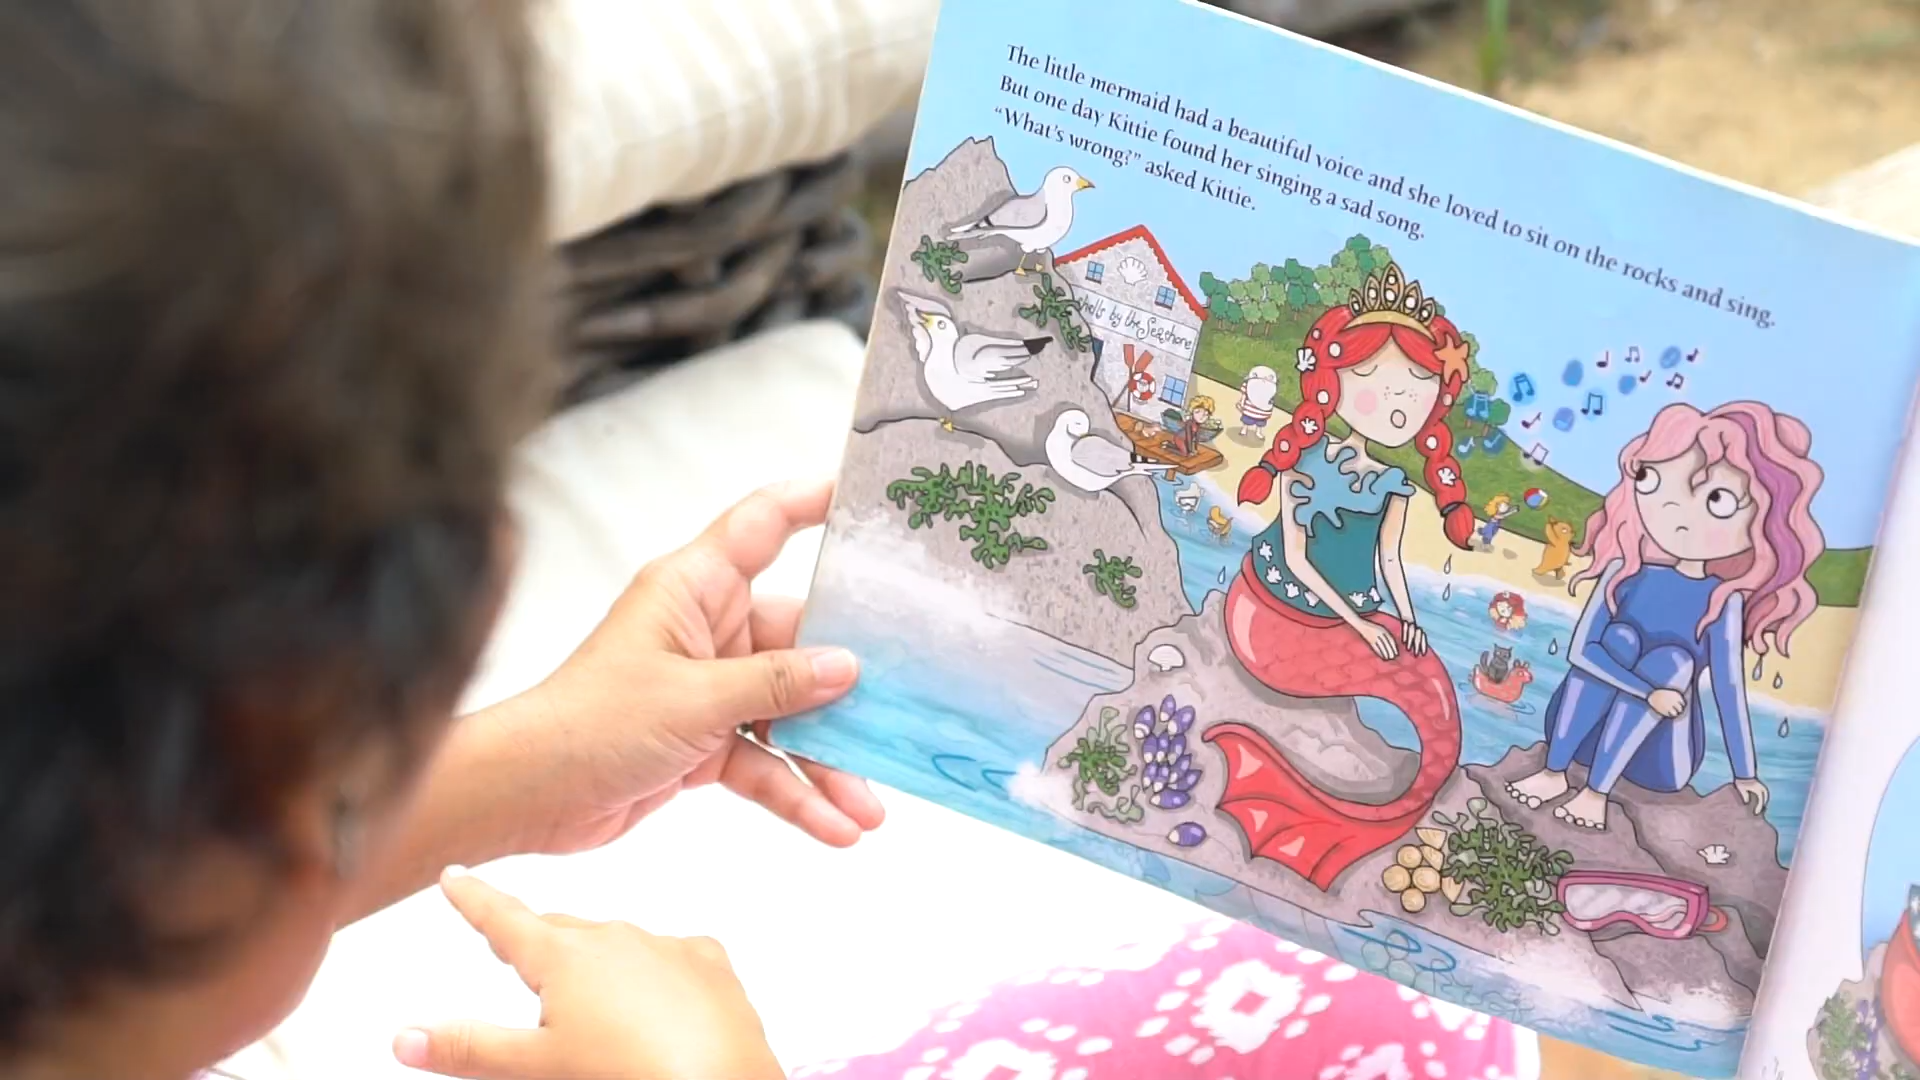 The little mermaid had a beautiful voice and she loved to sit on the rocks and sing.
But one day Kittie found her singing a sad song.
“What’s wrong?” asked Kittie.
by the Seashore